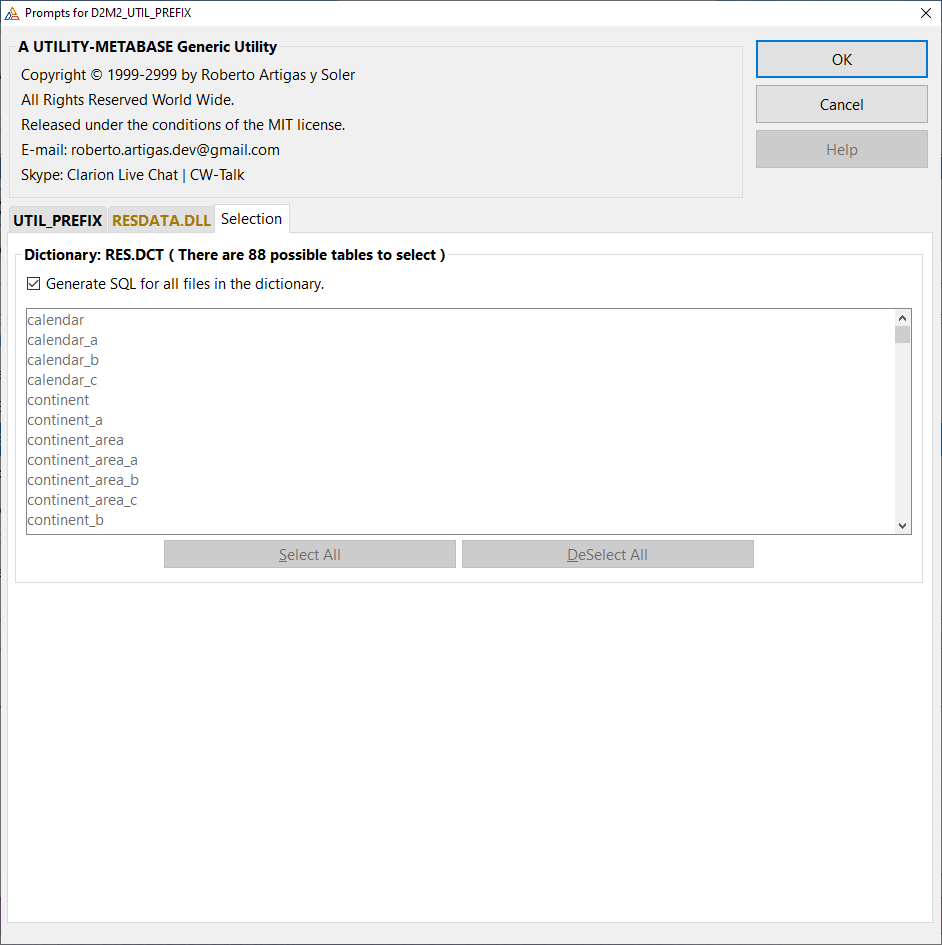 Prompts for D2M2_UTIL_PREFIX
A UTILITY-METABASE Generic Utility
Copyright © 1999-2999 by Roberto Artigas y Soler
All Rights Reserved World Wide.
Released under the conditions of the MIT license.
E-mail: roberto.artigas.dev@gmail.com
Skype: Clarion Live Chat | CW-Talk
OK
Cancel
Help
UTIL_PREFIX RESDATA.DLL Selection
Dictionary: RES.DCT ( There are 88 possible tables to select )
Generate SQL for all files in the dictionary.
calendar
calendar_a
calendar_b
calendar_c
continent
continent_a
continent_area
continent_area_a
continent_area_b
continent_area_c
continent_b
Select All DeSelect All